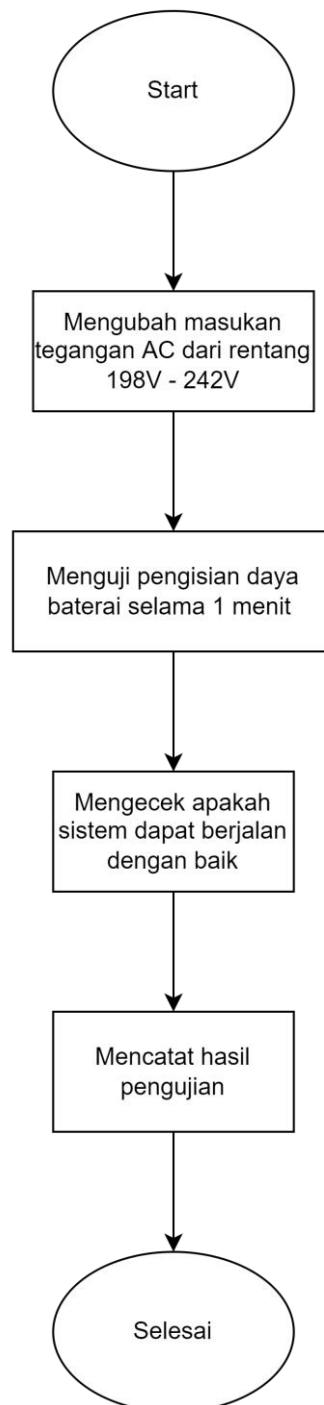 Start
Mengubah masukan
tegangan AC dari rentang
198V - 242V
Menguji pengisian daya
baterai selama 1 menit
Mengecek apakah
sistem dapat berjalan
dengan baik
Mencatat hasil
pengujian
Selesai